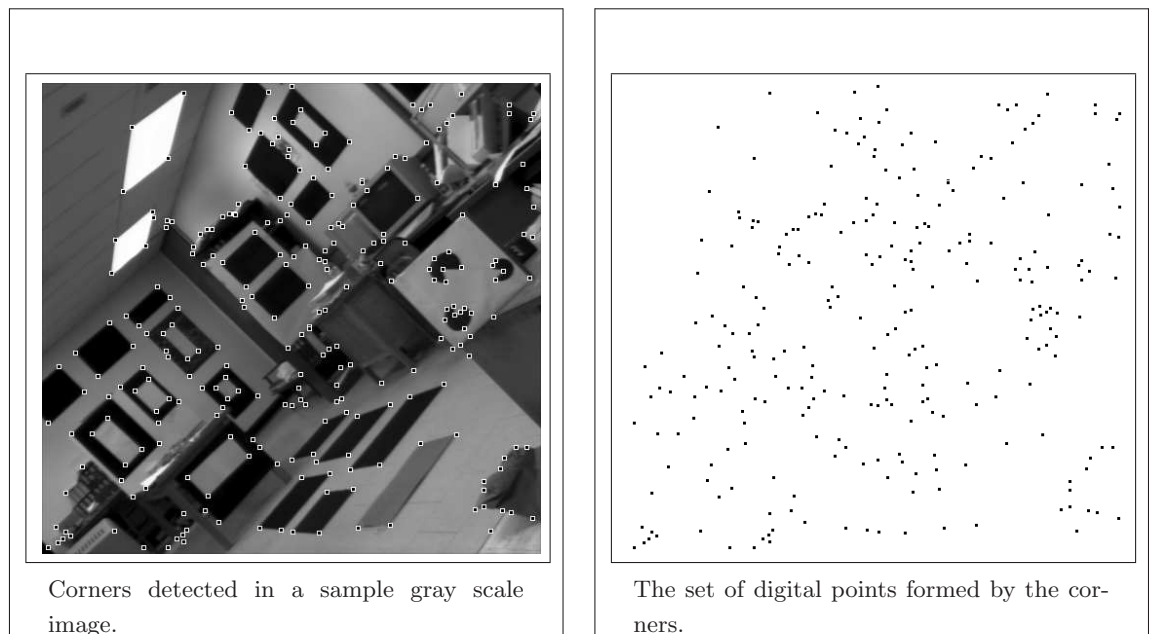 Corners detected in a sample gray scale
image.
The set of digital points formed by the cor-
ners.